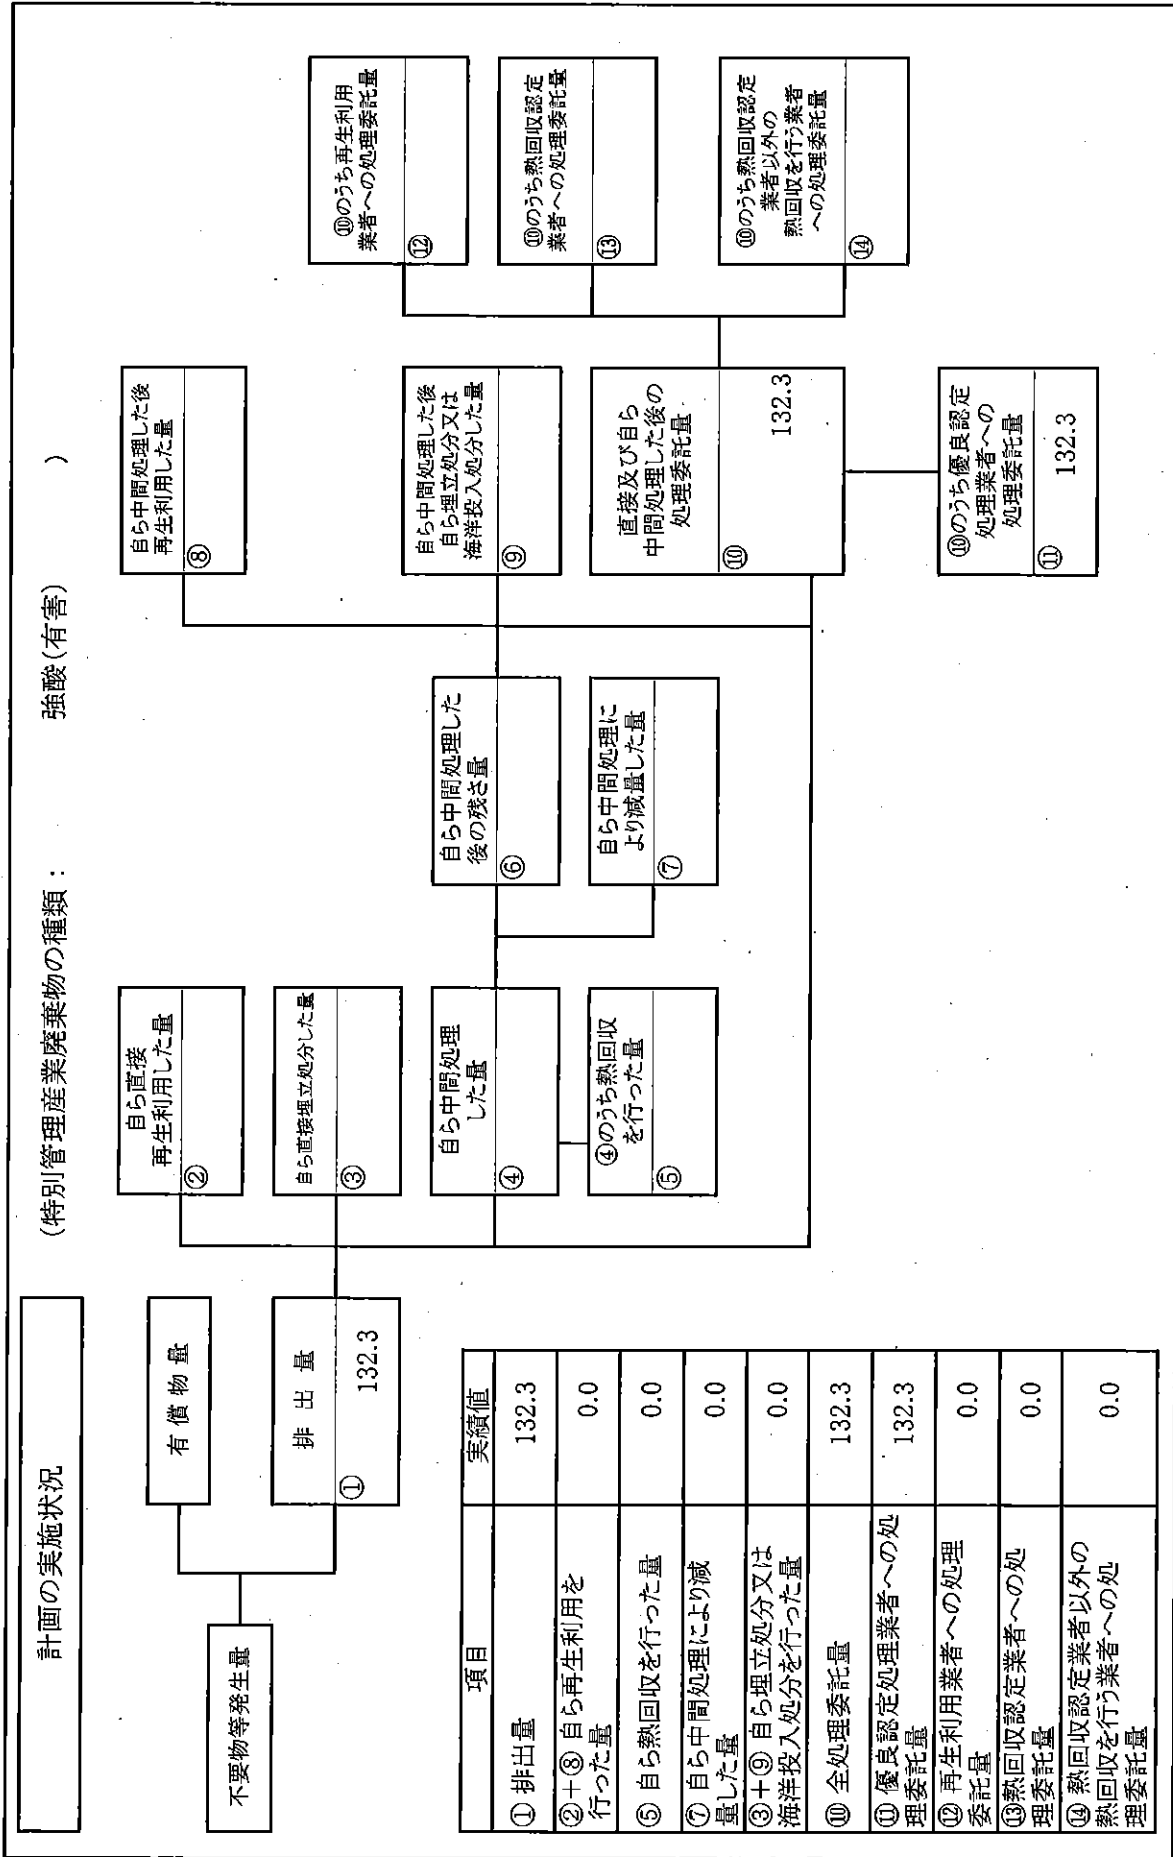 計画の実施状況
(特別管理産業廃棄物の種類： 強酸(有害) )
不要物等発生量
有償物量
排出量
①
132.3
自ら直接
再生利用した量
②
自ら直接埋立処分した量
③
自ら中間処理
した量
④
④のうち熱回収
を行った量
⑤
自ら中間処理した
後の残さ量
⑥
自ら中間処理に
より減量した量
⑦
自ら中間処理した後
再生利用した量
⑧
自ら中間処理した後
自ら埋立処分又は
海洋投入処分した量
⑨
直接及び自ら
中間処理した後の
処理委託量
⑩
132.3
⑩のうち優良認定
処理業者への
処理委託量
⑪
132.3
⑩のうち再生利用
業者への処理委託量
⑫
⑩のうち熱回収認定
業者への処理委託量
⑬
⑩のうち熱回収認定
業者以外の
熱回収を行う業者
への処理委託量
⑭
項目 実績値
①排出量 132.3
②＋⑧ 自ら再生利用を
行った量 0.0
⑤ 自ら熱回収を行った量 0.0
⑦ 自ら中間処理により減
量した量 0.0
③＋⑨ 自ら埋立処分又は
海洋投入処分を行った量 0.0
⑩ 全処理委託量 132.3
⑪ 優良認定処理業者への処
理委託量 132.3
⑫ 再生利用業者への処理
委託量 0.0
⑬熱回収認定業者への処
理委託量 0.0
⑭ 熱回収認定業者以外の
熱回収を行う業者への処
理委託量 0.0